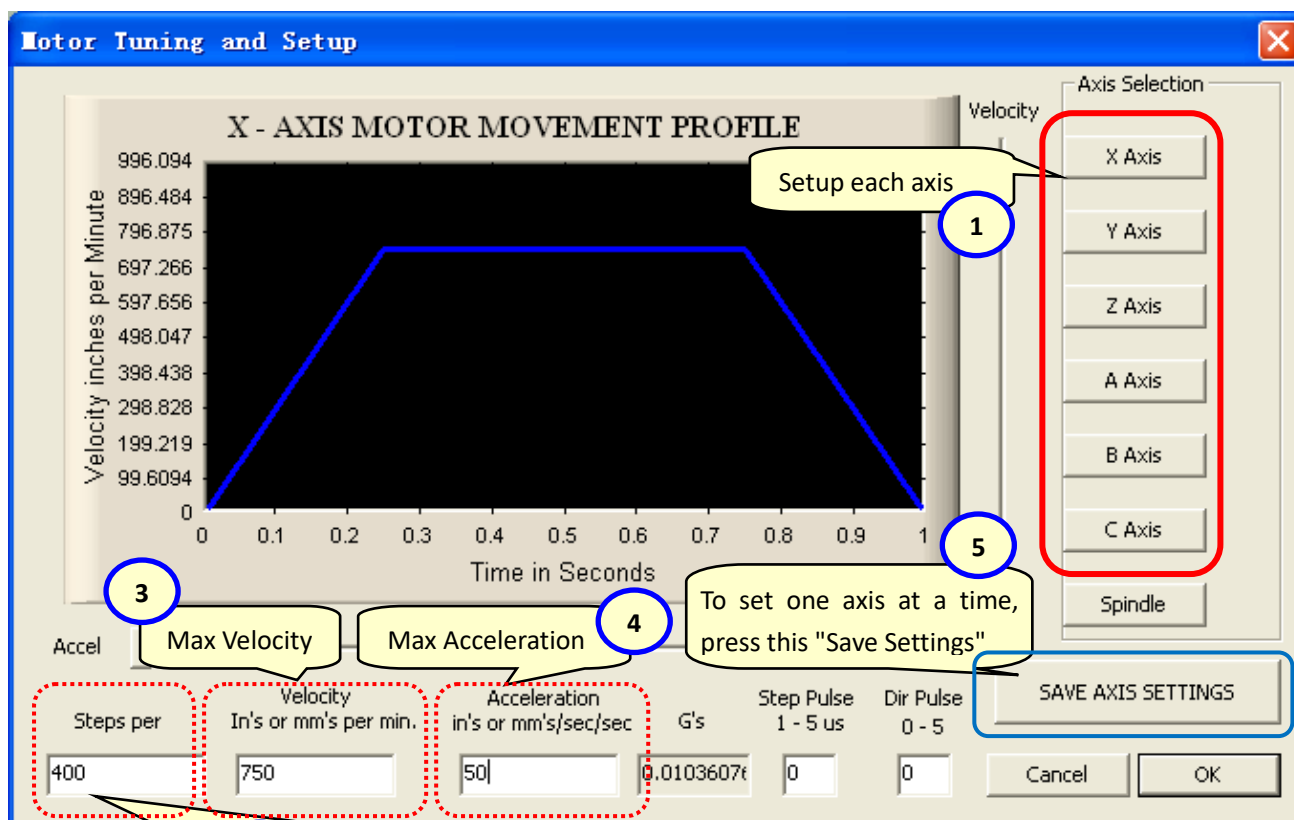 Motor Tuning and Setup
Axis Selection
Velocity
X - AXIS MOTOR MOVEMENT PROFILE
Velocity inches per Minute
996.094
896.484
796.875
697.266
597.656
498.047
398.438
298.828
199.219
99.6094
0
0 0.1 0.2 0.3 0.4 0.5 0.6 0.7 0.8 0.9 1
Time in Seconds
Setup each axis
1
X Axis
Y Axis
Z Axis
A Axis
B Axis
C Axis
Spindle
3
Max Velocity
4
Max Acceleration
5
To set one axis at a time,
press this "Save Settings"
Accel
Steps per
400
Velocity
In's or mm's per min.
750
Acceleration
in's or mm's/sec/sec
50
G's
0.0103607
Step Pulse
1 - 5 us
0
Dir Pulse
0 - 5
0
SAVE AXIS SETTINGS
Cancel
OK